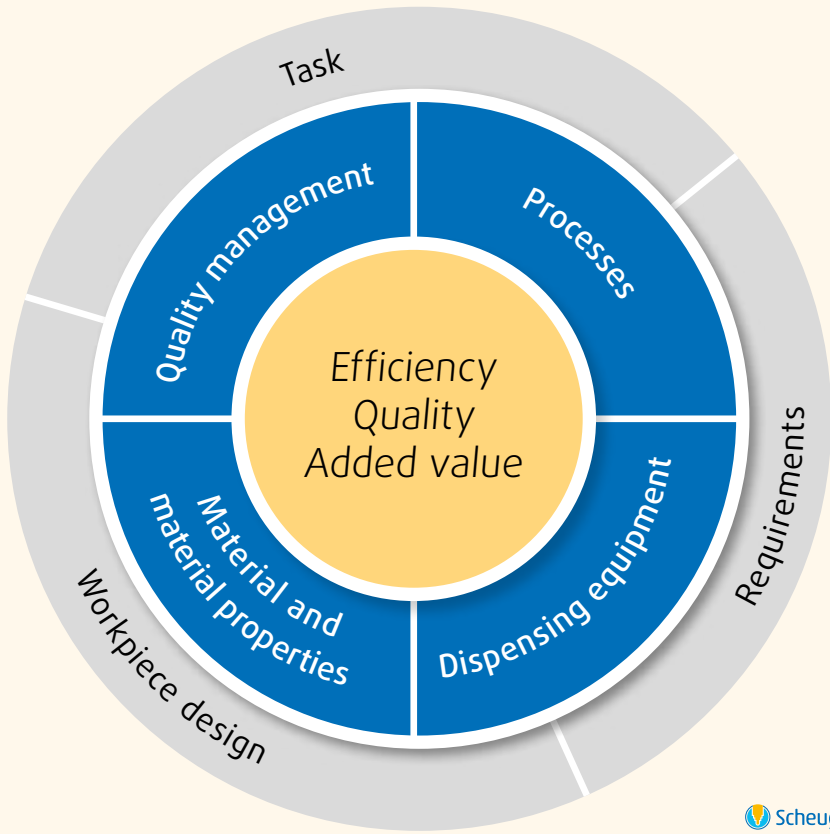 Task
Quality management
Processes
Efficiency
Quality
Added value
Requirements
Material and
material properties
Dispensing equipment
Workpiece design